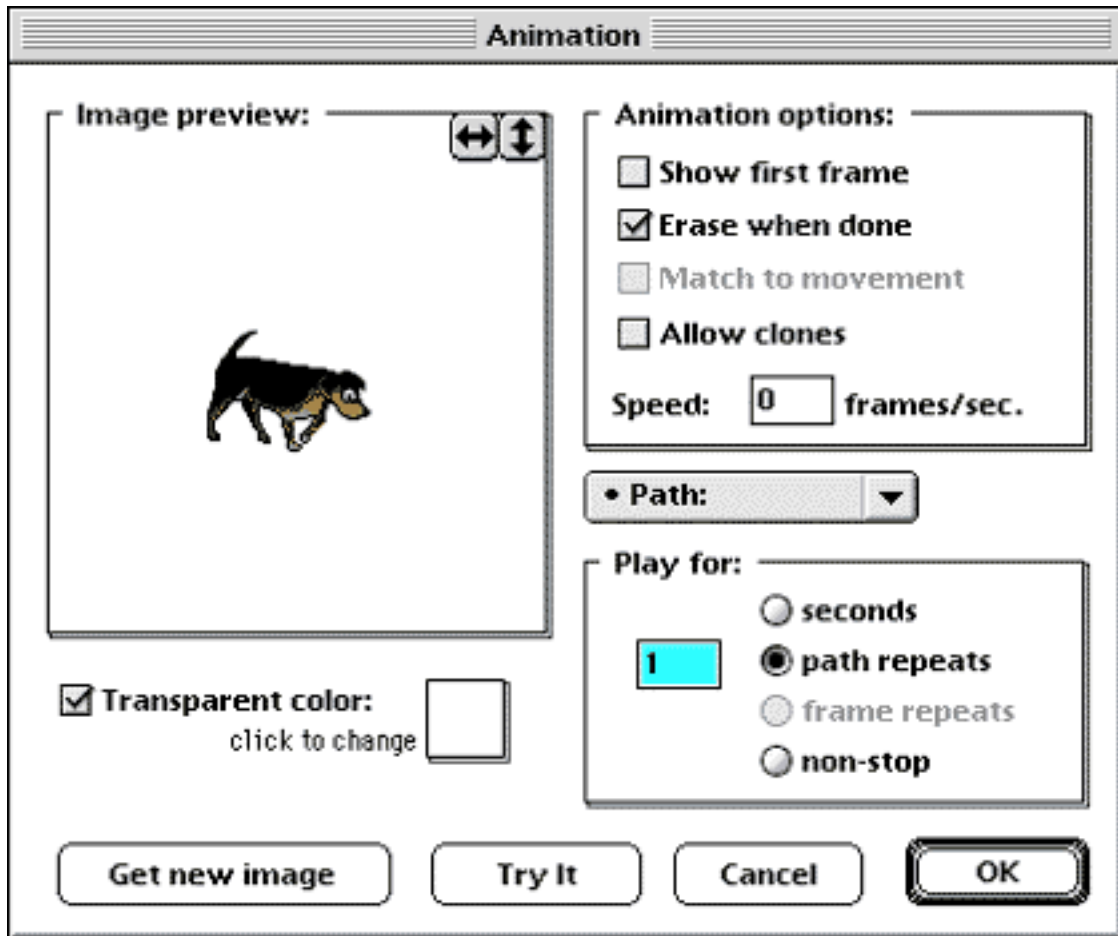 Animation
Image preview:
Animation options:
Show first frame
Erase when done
Match to movement
Allow clones
Speed: 0 frames/sec.
• Path:
Play for:
seconds
1
path repeats
frame repeats
non-stop
Transparent color:
click to change
Get new image
Try It
Cancel
OK